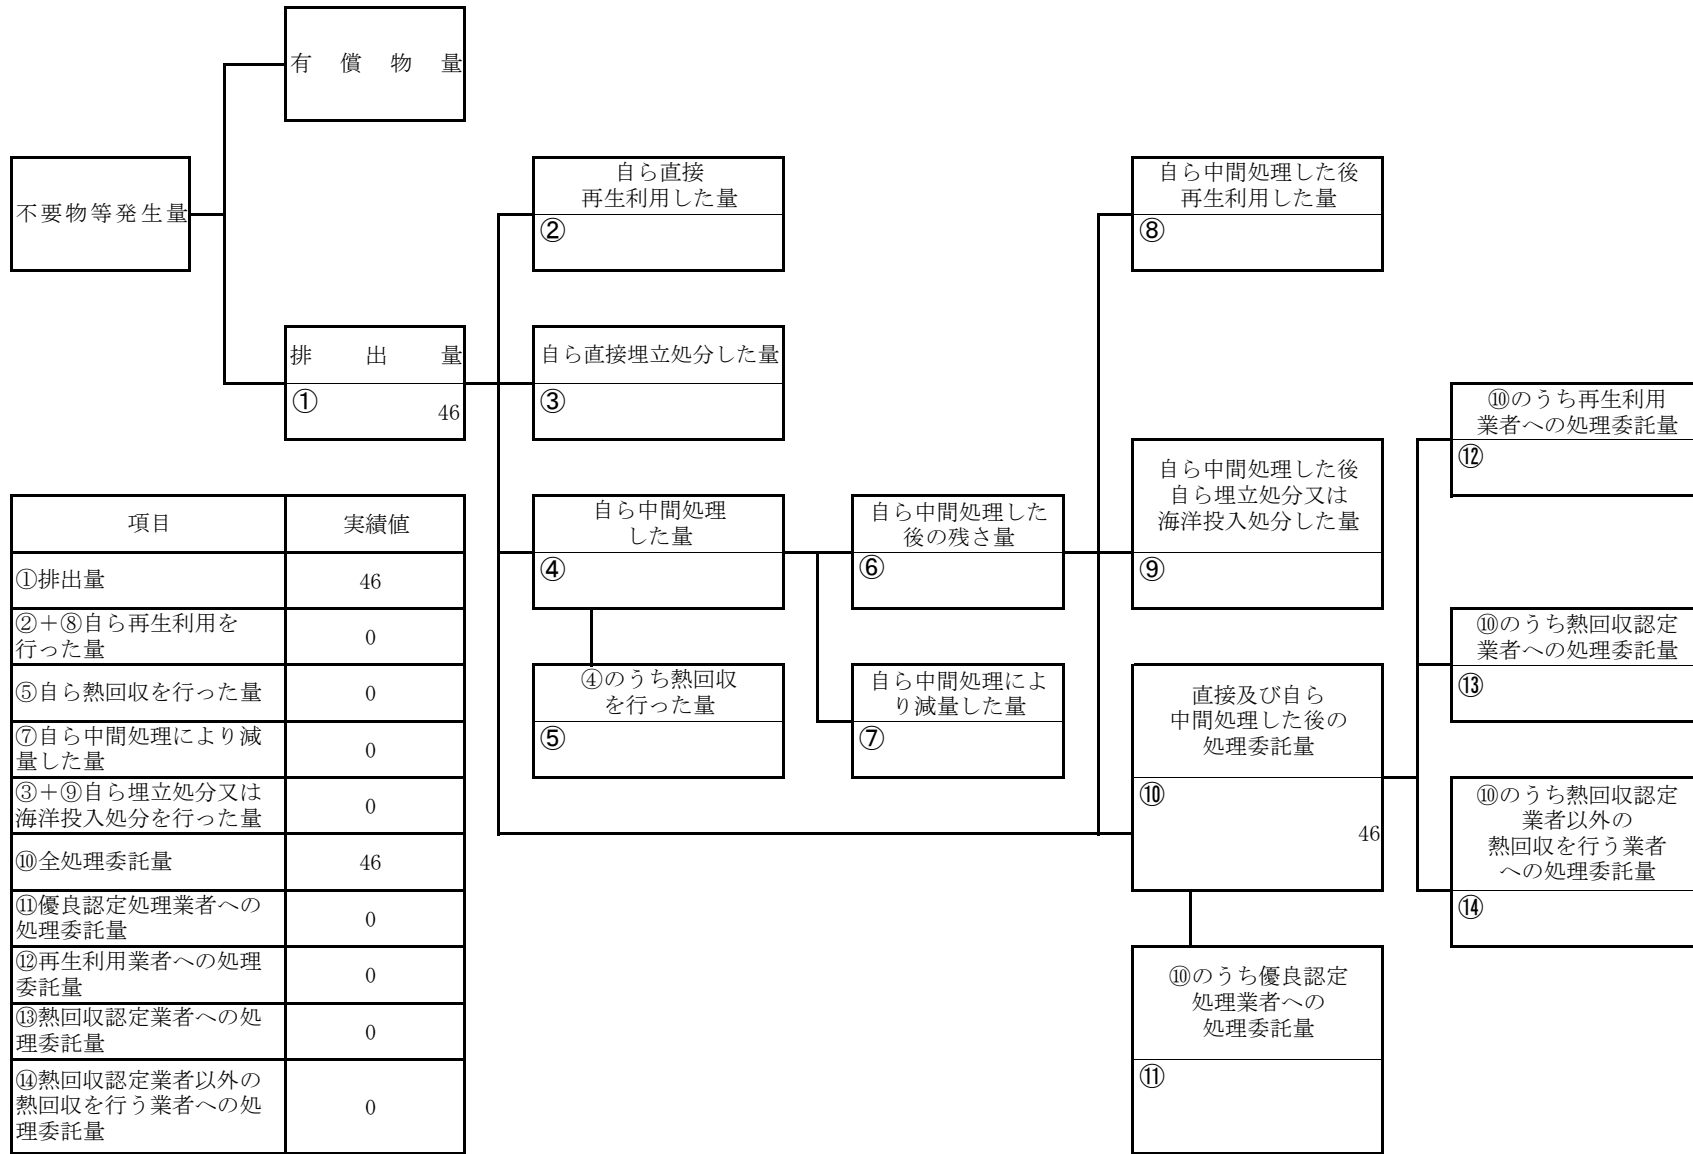 有償物量
不要物等発生量
自ら直接
再生利用した量
②
自ら中間処理した後
再生利用した量
⑧
排出量
①
46
自ら直接埋立処分した量
③
⑩のうち再生利用
業者への処理委託量
⑫
自ら中間処理
した量
④
自ら中間処理した
後の残さ量
⑥
自ら中間処理した後
自ら埋立処分又は
海洋投入処分した量
⑨
④のうち熱回収
を行った量
⑤
自ら中間処理によ
り減量した量
⑦
直接及び自ら
中間処理した後の
処理委託量
⑩
46
⑩のうち熱回収認定
業者への処理委託量
⑬
⑩のうち熱回収認定
業者以外の
熱回収を行う業者
への処理委託量
⑭
⑩のうち優良認定
処理業者への
処理委託量
⑪
項目 実績値
①排出量 46
②+⑧自ら再生利用を
行った量 0
⑤自ら熱回収を行った量 0
⑦自ら中間処理により減
量した量 0
③+⑨自ら埋立処分又は
海洋投入処分を行った量 0
⑩全処理委託量 46
⑪優良認定処理業者への
処理委託量 0
⑫再生利用業者への処理
委託量 0
⑬熱回収認定業者への処
理委託量 0
⑭熱回収認定業者以外の
熱回収を行う業者への処
理委託量 0